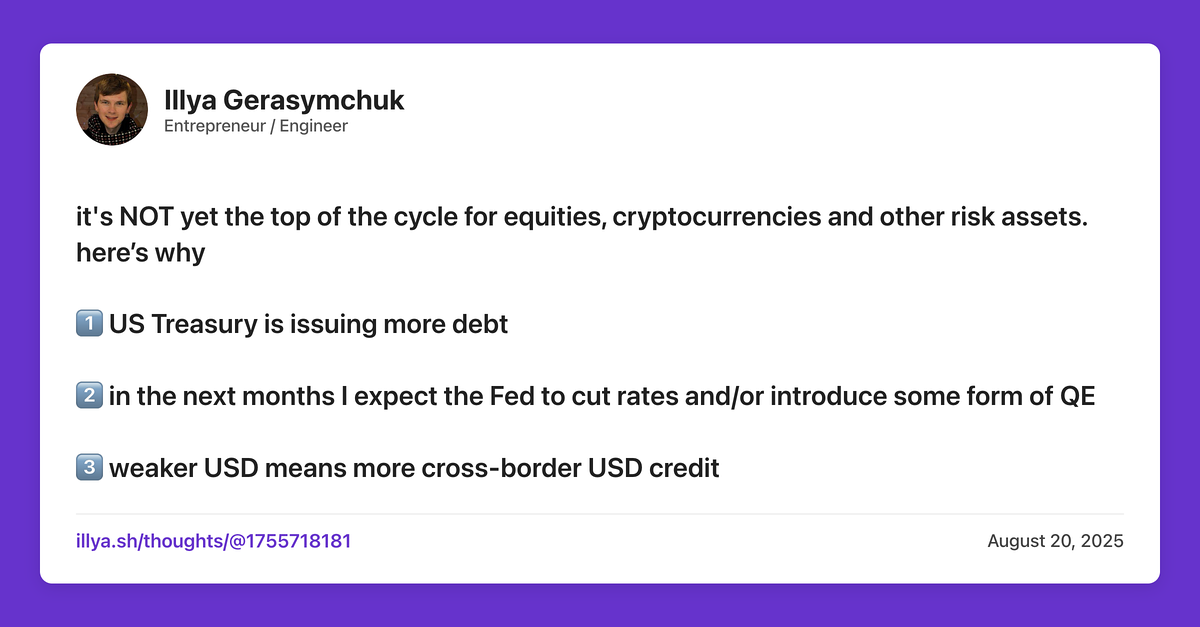 Illya Gerasymchuk
Entrepreneur / Engineer
it's NOT yet the top of the cycle for equities, cryptocurrencies and other risk assets.
here’s why
1️⃣ US Treasury is issuing more debt
2️⃣ in the next months I expect the Fed to cut rates and/or introduce some form of QE
3️⃣ weaker USD means more cross-border USD credit
illya.sh/thoughts/@1755718181
August 20, 2025